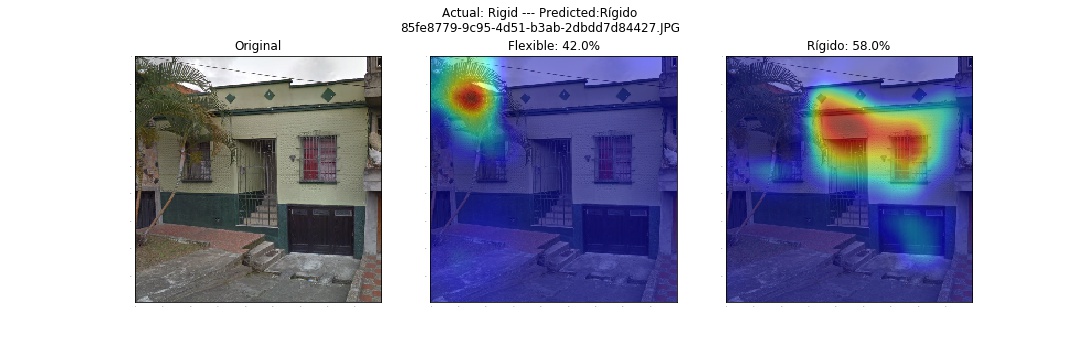 Actual: Rigid --- Predicted:Rígido
85fe8779-9c95-4d51-b3ab-2dbdd7d84427.JPG
Original
Flexible: 42.0%
Rígido: 58.0%